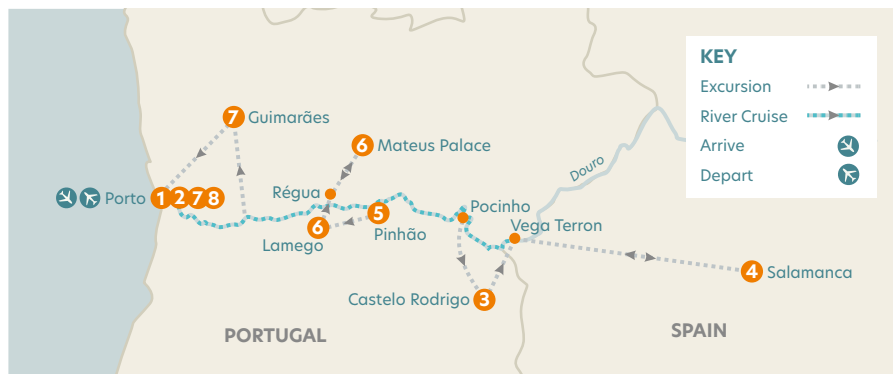 KEY
Excursion
River Cruise
Arrive
Depart
7 Guimarães
6 Mateus Palace
Douro
Porto 1 2 7 8
Régua
Pocinho
5
Pinhão
6
Lamego
Vega Terron
4 Salamanca
Castelo Rodrigo 3
PORTUGAL
SPAIN